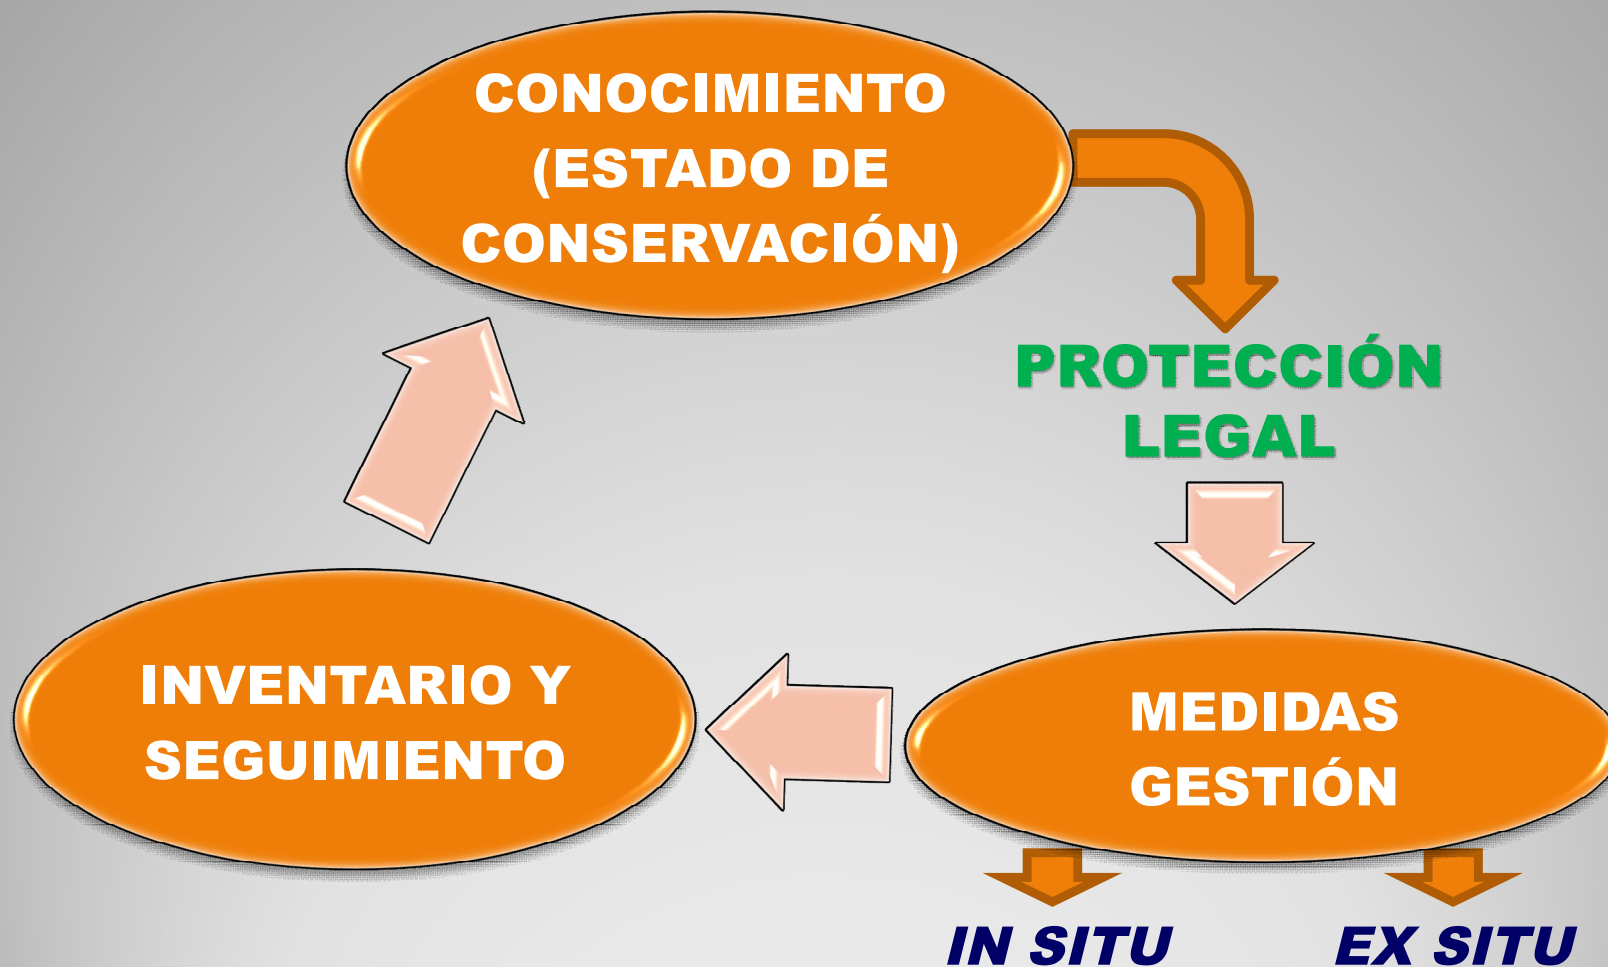 CONOCIMIENTO
(ESTADO DE
CONSERVACIÓN)
PROTECCIÓN
LEGAL
INVENTARIO Y
SEGUIMIENTO
MEDIDAS
GESTIÓN
IN SITU
EX SITU